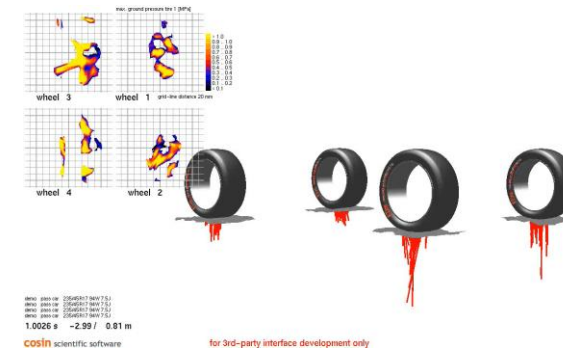 max. ground pressure tire 1 [MPa]
> 1.0
0.9 .. 1.0
0.8 .. 0.9
0.7 .. 0.8
0.6 .. 0.7
0.5 .. 0.6
0.4 .. 0.5
0.3 .. 0.4
0.2 .. 0.3
0.1 .. 0.2
< 0.1
wheel 3
wheel 1
grid-line distance 20 mm
wheel 4
wheel 2
demo pase car 235/45R17 94W 7.5J
demo pase car 235/45R17 94W 7.5J
demo pase car 235/45R17 94W 7.5J
demo pase car 235/45R17 94W 7.5J
1.0026 s -2.99 / 0.81 m
cosin scientific software
for 3rd-party interface development only